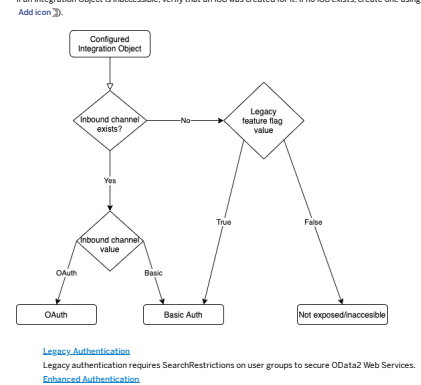 If an Integration Object is inaccessible, verify that an IOC was created for it. If no IOC exists, create one using
Add icon ).
Configured
Integration Object
Inbound channel
exists?
No
Legacy
feature flag
value
Yes
True
False
Inbound channel
value
OAuth
Basic
OAuth
Basic Auth
Not exposed/inaccesible
Legacy Authentication
Legacy authentication requires SearchRestrictions on user groups to secure OData2 Web Services.
Enhanced Authentication